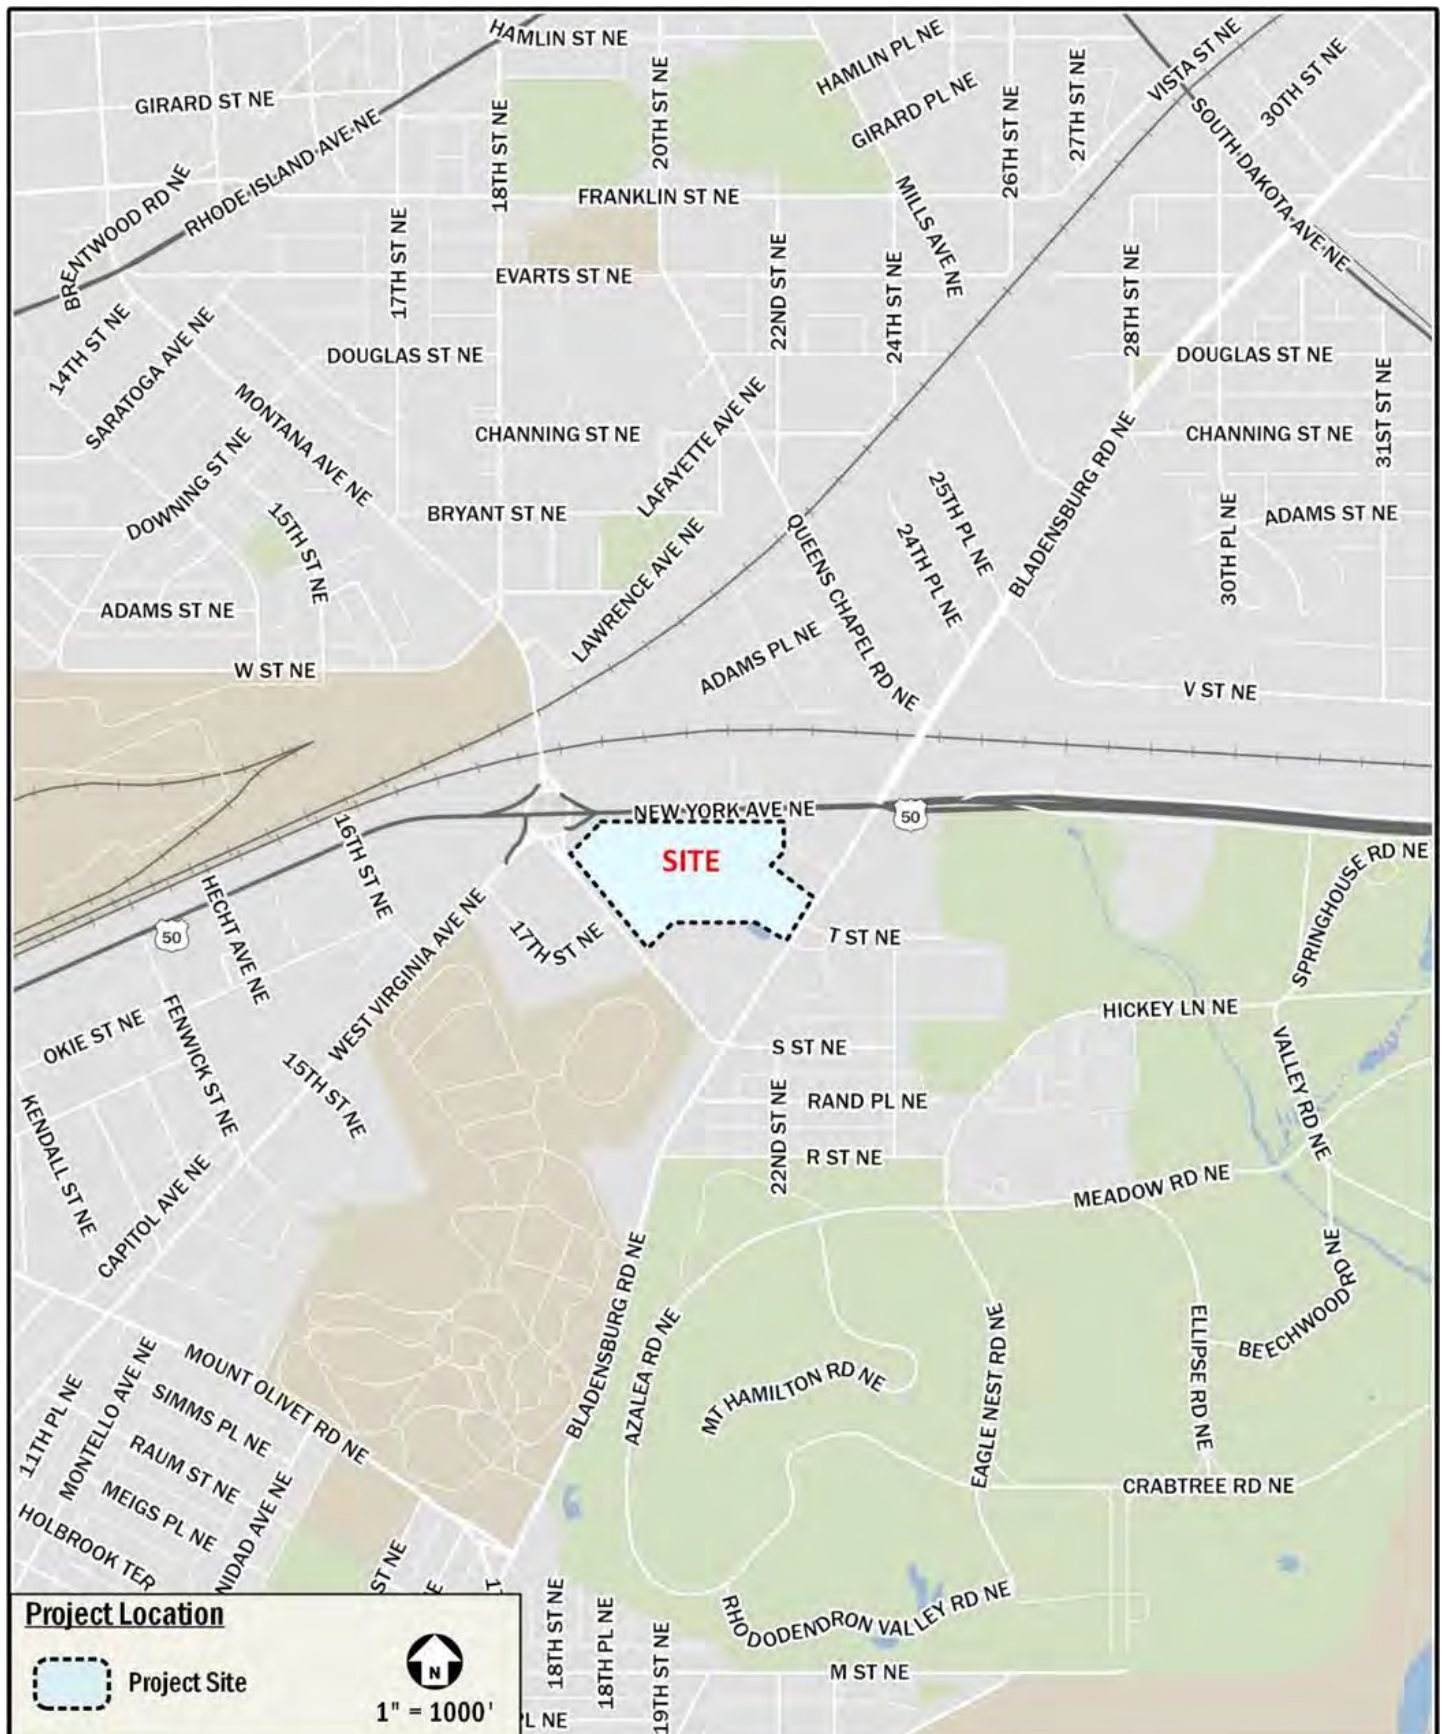 HAMLIN ST NE
HAMLIN PL NE
VISTA ST NE
30TH ST NE
GIRARD ST NE
20TH ST NE
GIRARD PL NE
26TH ST NE
27TH ST NE
RHODE ISLAND AVE NE
18TH ST NE
SOUTH DAKOTA AVE NE
BRENTWOOD RD NE
FRANKLIN ST NE
MILLS AVE NE
17TH ST NE
EVARTS ST NE
22ND ST NE
24TH ST NE
28TH ST NE
14TH ST NE
SARATOGA AVE NE
DOUGLAS ST NE
DOUGLAS ST NE
31ST ST NE
MONTANA AVE NE
CHANNING ST NE
LAFAYETTE AVE NE
CHANNING ST NE
DOWNING ST NE
15TH ST NE
BRYANT ST NE
LAWRENCE AVE NE
QUEENS CHAPEL RD NE
25TH PL NE
24TH PL NE
BLADENSBURG RD NE
30TH PL NE
ADAMS ST NE
ADAMS ST NE
W ST NE
ADAMS PL NE
V ST NE
NEW YORK AVE NE
50
SITE
16TH ST NE
HECHT AVE NE
50
WEST VIRGINIA AVE NE
17TH ST NE
T ST NE
SPRINGHOUSE RD NE
OKIE ST NE
FENWICK ST NE
15TH ST NE
HICKEY LN NE
S ST NE
VALLEY RD NE
KENDALL ST NE
22ND ST NE
RAND PL NE
R ST NE
CAPITOL AVE NE
MEADOW RD NE
BLADENSBURG RD NE
AZALEA RD NE
BEECHWOOD RD NE
MOUNT OLIVET RD NE
MT HAMILTON RD NE
EAGLE NEST RD NE
ELLIPSE RD NE
11TH PL NE
MONTELLO AVE NE
SIMMS PL NE
RAUM ST NE
MEIGS PL NE
HOLBROOK TER
NIDAD AVE NE
CRABTREE RD NE
ST NE
E
1
18TH ST NE
18TH PL NE
19TH ST NE
RHODODENDRON VALLEY RD NE
M ST NE
PL NE
Project Location
Project Site
N
1" = 1000'